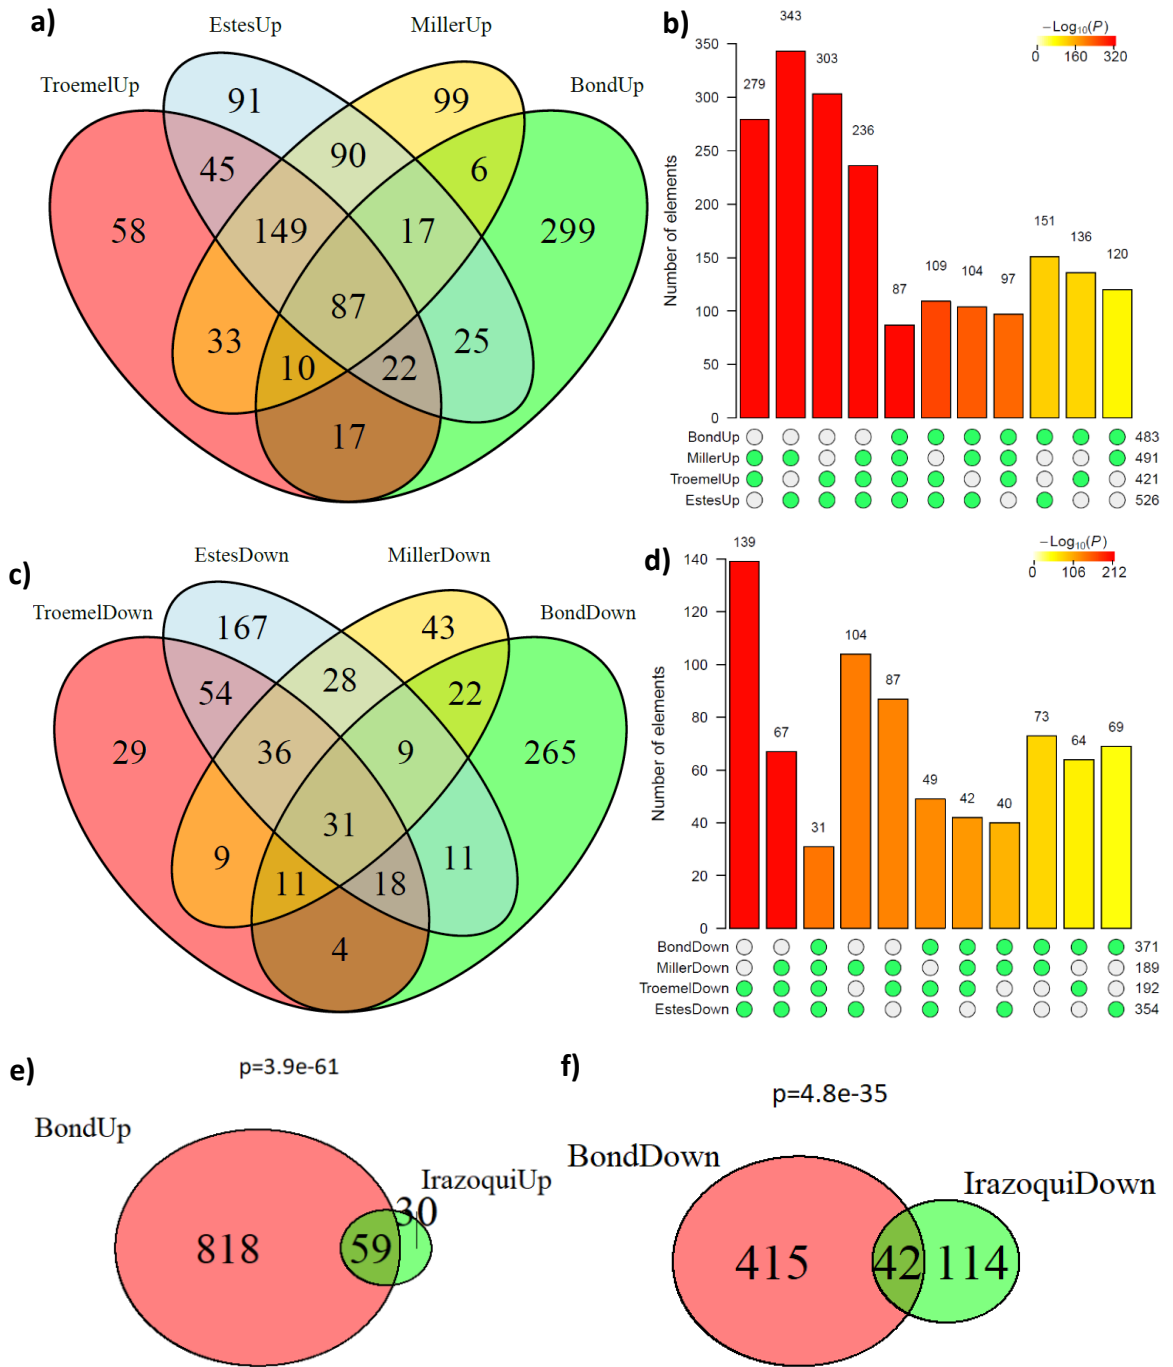 a)
EstesUp
MillerUp
TroemelUp
BondUp
91
99
45
90
6
58
149
17
299
87
33
10
22
25
17
b)
−Log10(P)
0 160 320
Number of elements
350
300
250
200
150
100
50
0
279
343
303
236
87
109
104
97
151
136
120
BondUp 483
MillerUp 491
TroemelUp 421
EstesUp 526
c)
EstesDown
MillerDown
TroemelDown
BondDown
167
43
54
28
22
29
36
9
265
31
9
11
18
11
4
d)
−Log10(P)
0 106 212
Number of elements
140
120
100
80
60
40
20
0
139
67
31
104
87
49
42
40
73
64
69
BondDown 371
MillerDown 189
TroemelDown 192
EstesDown 354
e)
p=3.9e-61
BondUp
IrazoquiUp
30
818
59
f)
p=4.8e-35
BondDown
IrazoquiDown
415
42
114